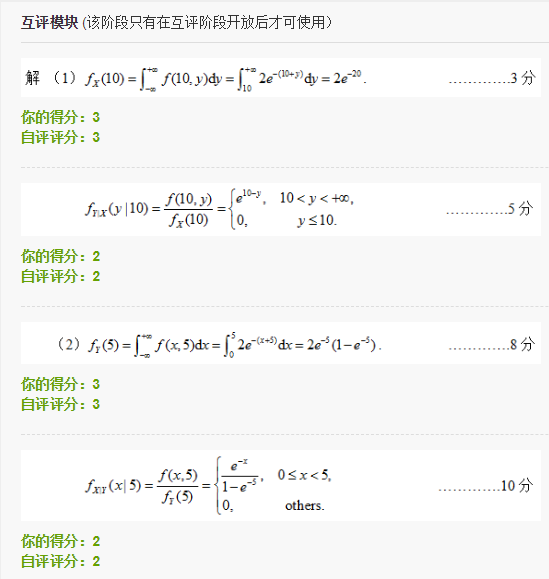 互评模块 (该阶段只有在互评阶段开放后才可使用)
解 （1） f_X(10) = ∫_{-∞}^{+∞} f(10, y)dy = ∫_{10}^{+∞} 2e^{-(10+y)}dy = 2e^{-20} . …………3 分
你的得分：3
自评评分：3
f_{Y|X}(y | 10) = f(10, y) / f_X(10) = { e^{10-y}, 10 < y < +∞,
0, y ≤ 10. …………5 分
你的得分：2
自评评分：2
（2） f_Y(5) = ∫_{-∞}^{+∞} f(x, 5)dx = ∫_0^5 2e^{-(x+5)}dx = 2e^{-5}(1-e^{-5}) . …………8 分
你的得分：3
自评评分：3
f_{X|Y}(x | 5) = f(x,5) / f_Y(5) = { e^{-x} / 1-e^{-5}, 0 ≤ x < 5,
0, others. …………10 分
你的得分：2
自评评分：2